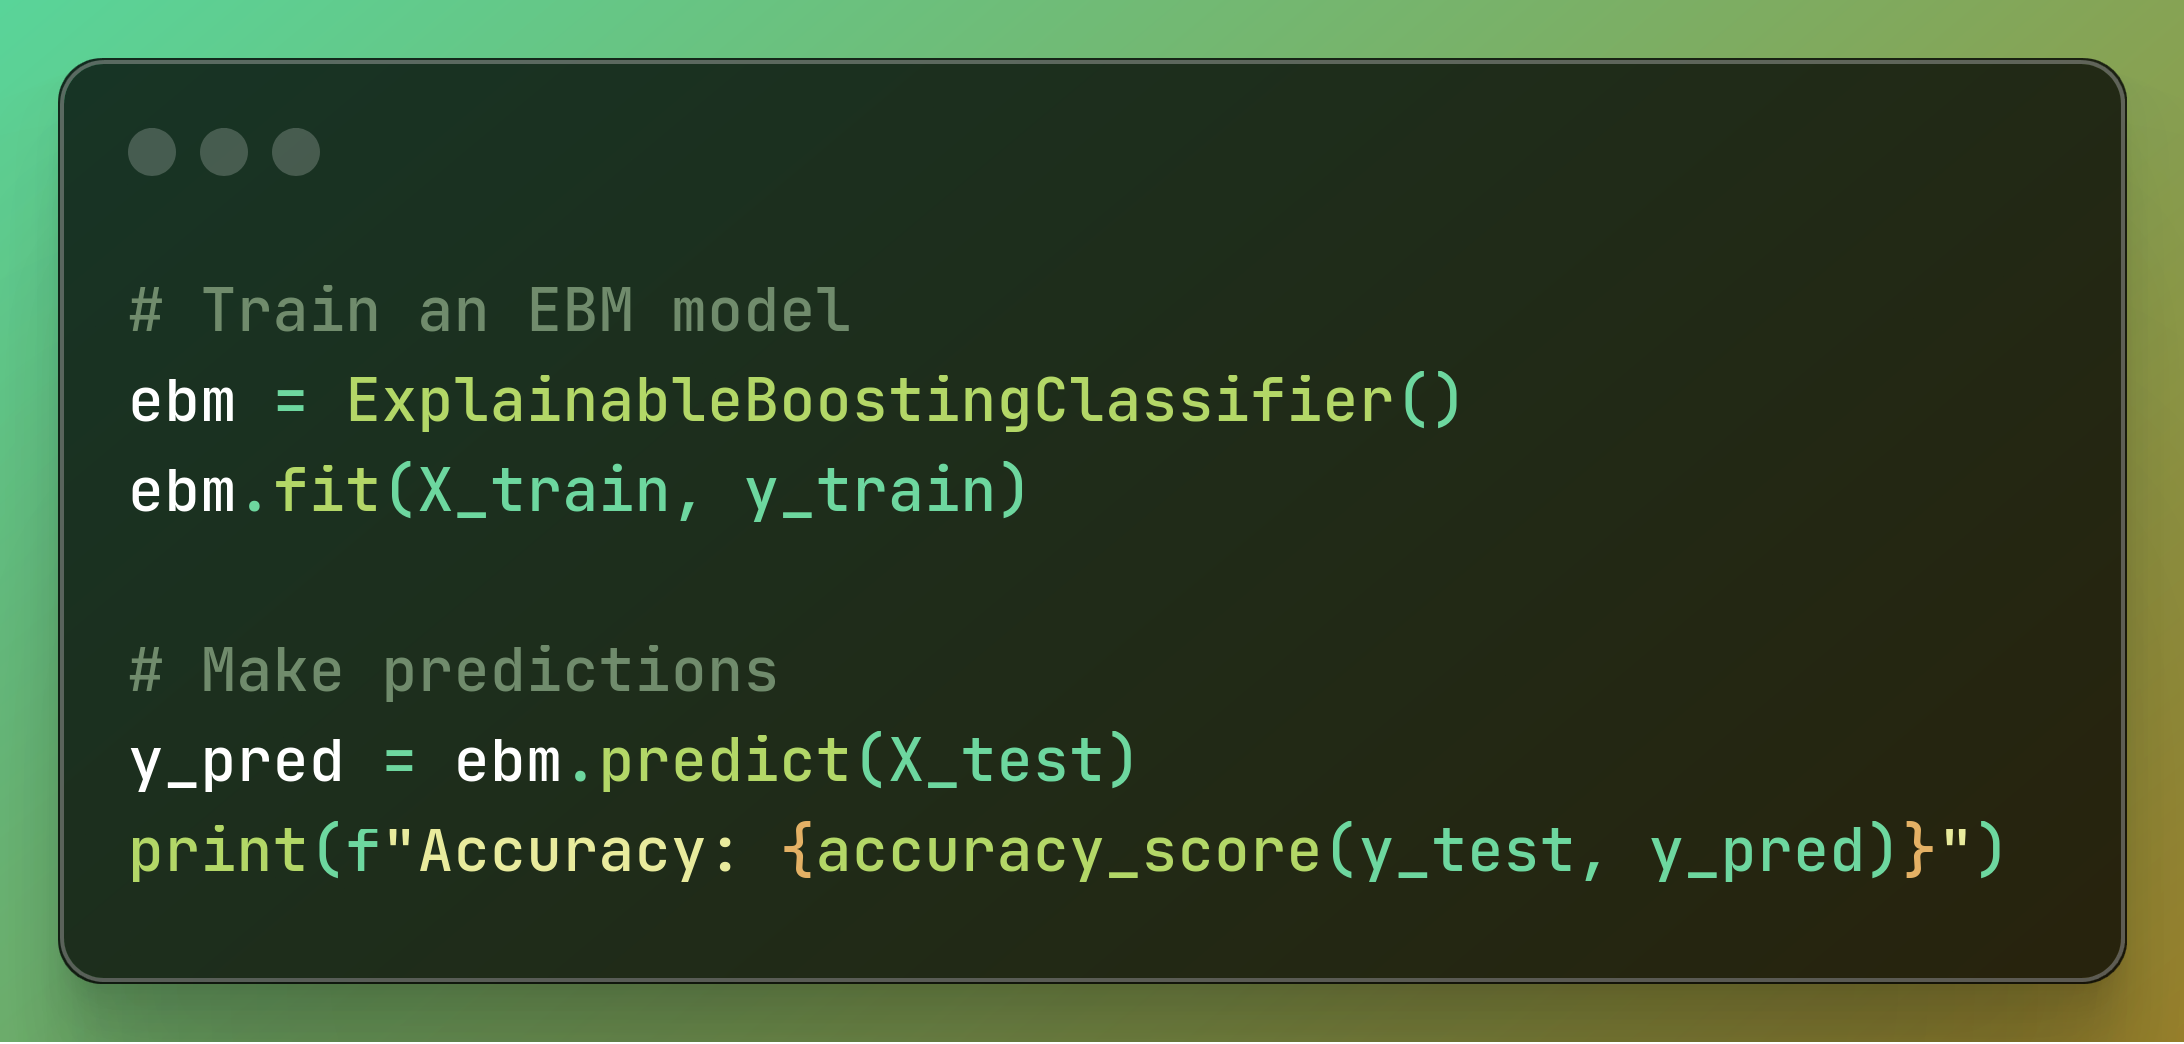 # Train an EBM model
ebm = ExplainableBoostingClassifier()
ebm.fit(X_train, y_train)
# Make predictions
y_pred = ebm.predict(X_test)
print(f"Accuracy: {accuracy_score(y_test, y_pred)}")